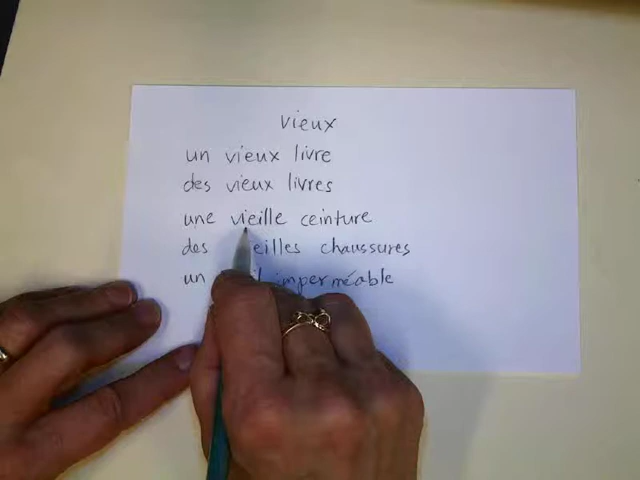 vieux
un vieux livre
des vieux livres
une vieille ceinture
des chaussures
un imperméable